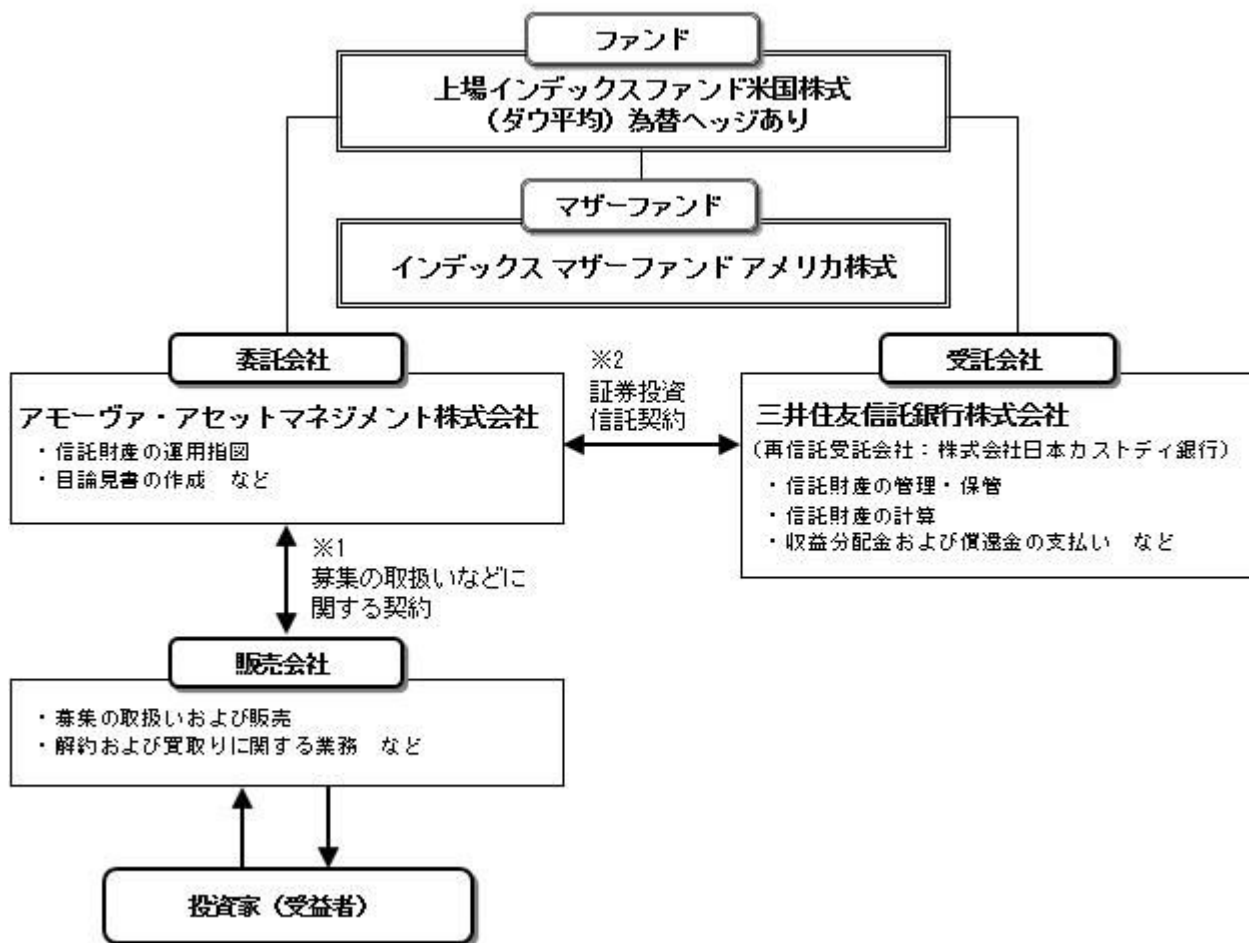 ファンド
上場インデックスファンド米国株式
（ダウ平均）為替ヘッジあり
マザーファンド
インデックス マザーファンド アメリカ株式
委託会社
アモーヴァ・アセットマネジメント株式会社
・信託財産の運用指図
・目論見書の作成　など
※2
証券投資
信託契約
受託会社
三井住友信託銀行株式会社
（再信託受託会社：株式会社日本カストディ銀行）
・信託財産の管理・保管
・信託財産の計算
・収益分配金および償還金の支払い　など
※1
募集の取扱いなどに
関する契約
販売会社
・募集の取扱いおよび販売
・解約および買取りに関する業務　など
投資家（受益者）